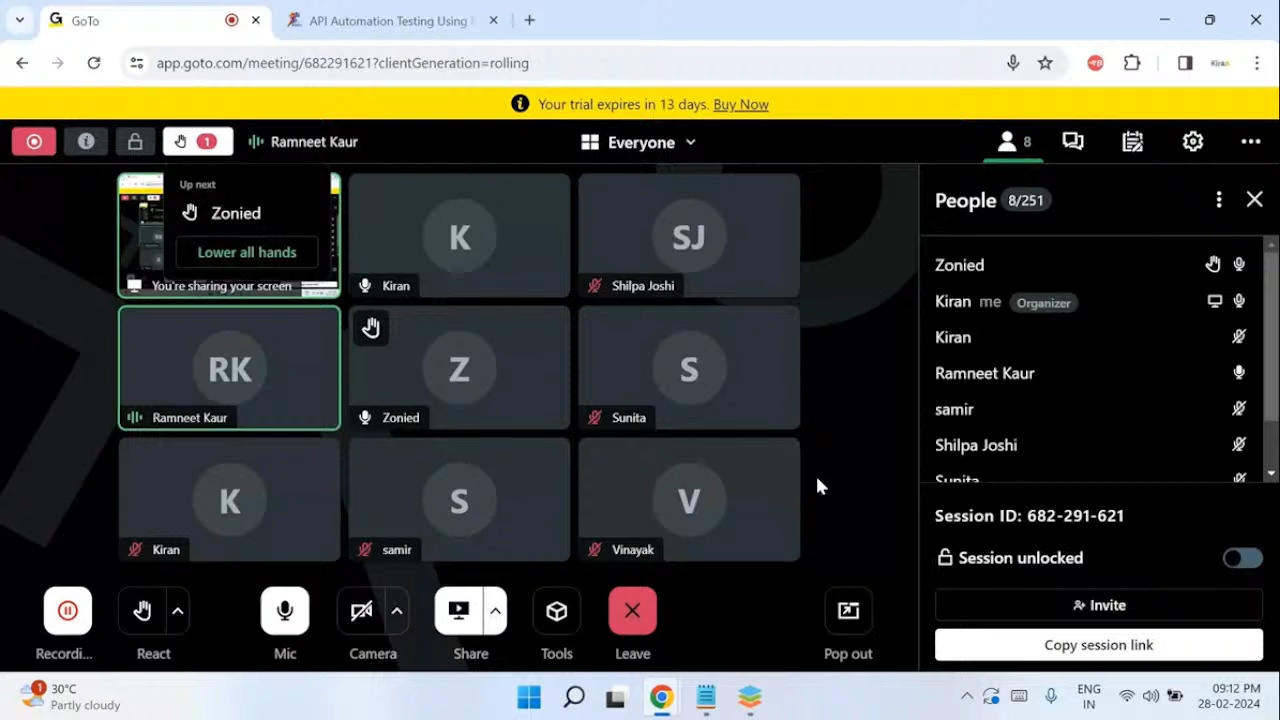 GoTo
API Automation Testing Using
app.goto.com/meeting/682291621?clientGeneration=rolling
Kiran
Your trial expires in 13 days. Buy Now
1
Ramneet Kaur
Everyone
8
Up next
Zonied
Lower all hands
You're sharing your screen
K
Kiran
SJ
Shilpa Joshi
RK
Ramneet Kaur
Z
Zonied
S
Sunita
K
Kiran
S
samir
V
Vinayak
People 8/251
Zonied
Kiran me Organizer
Kiran
Ramneet Kaur
samir
Shilpa Joshi
Sunita
Session ID: 682-291-621
Session unlocked
Invite
Copy session link
Recordi...
React
Mic
Camera
Share
Tools
Leave
Pop out
1
30°C
Partly cloudy
ENG
IN
09:12 PM
28-02-2024